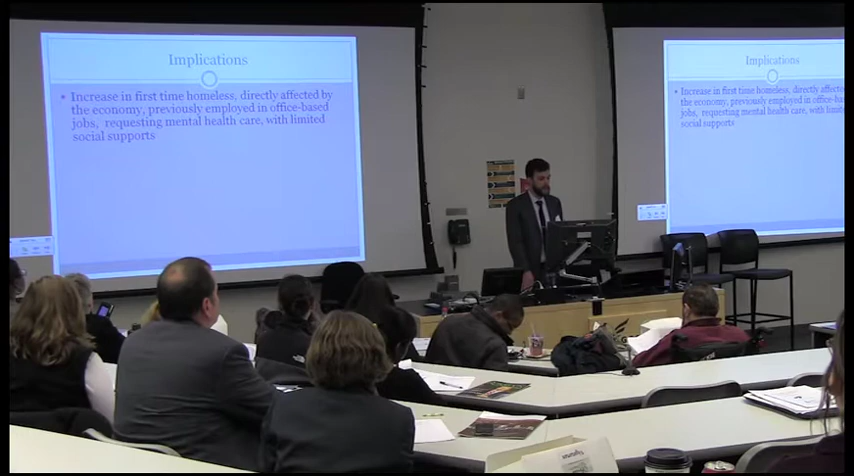 Implications
• Increase in first time homeless, directly affected by
the economy, previously employed in office-based
jobs, requesting mental health care, with limited
social supports
Implications
• Increase in first time homeless, directly affected
the economy, previously employed in office-bas
jobs, requesting mental health care, with limite
social supports